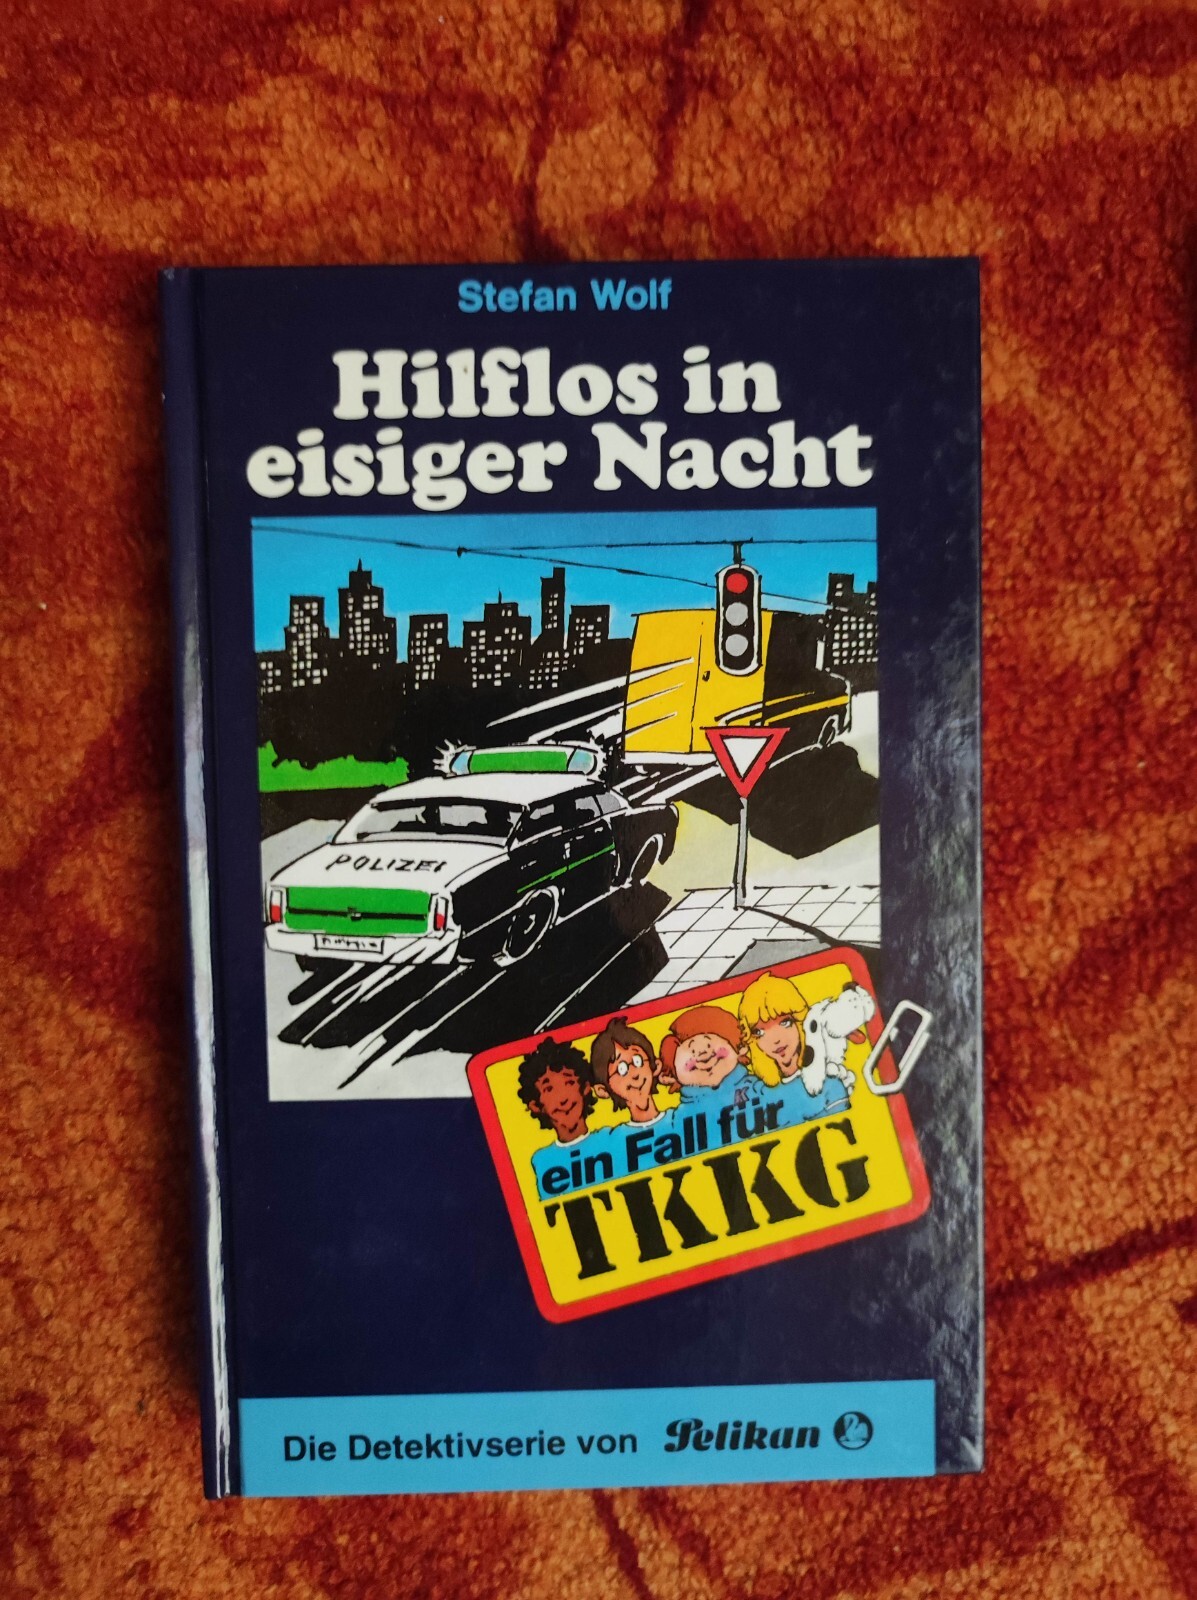 Stefan Wolf
Hilflos in
eisiger Nacht
POLIZEI
ein Fall für
TKKG
Die Detektivserie von Pelikan